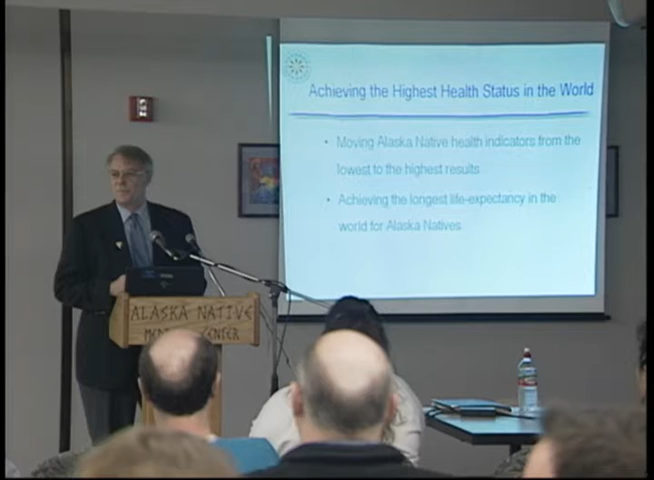 Achieving the Highest Health Status in the World
• Moving Alaska Native health indicators from the
lowest to the highest results
• Achieving the longest life-expectancy in the
world for Alaska Natives
ALASKA NATIVE
MEDICAL CENTER